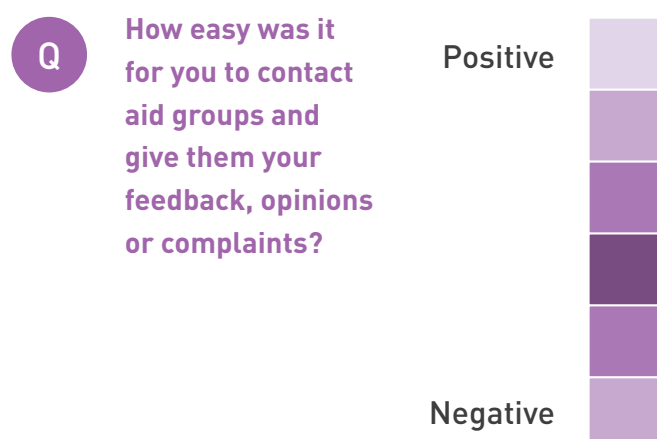 Q
How easy was it
for you to contact
aid groups and
give them your
feedback, opinions
or complaints?
Positive
Negative